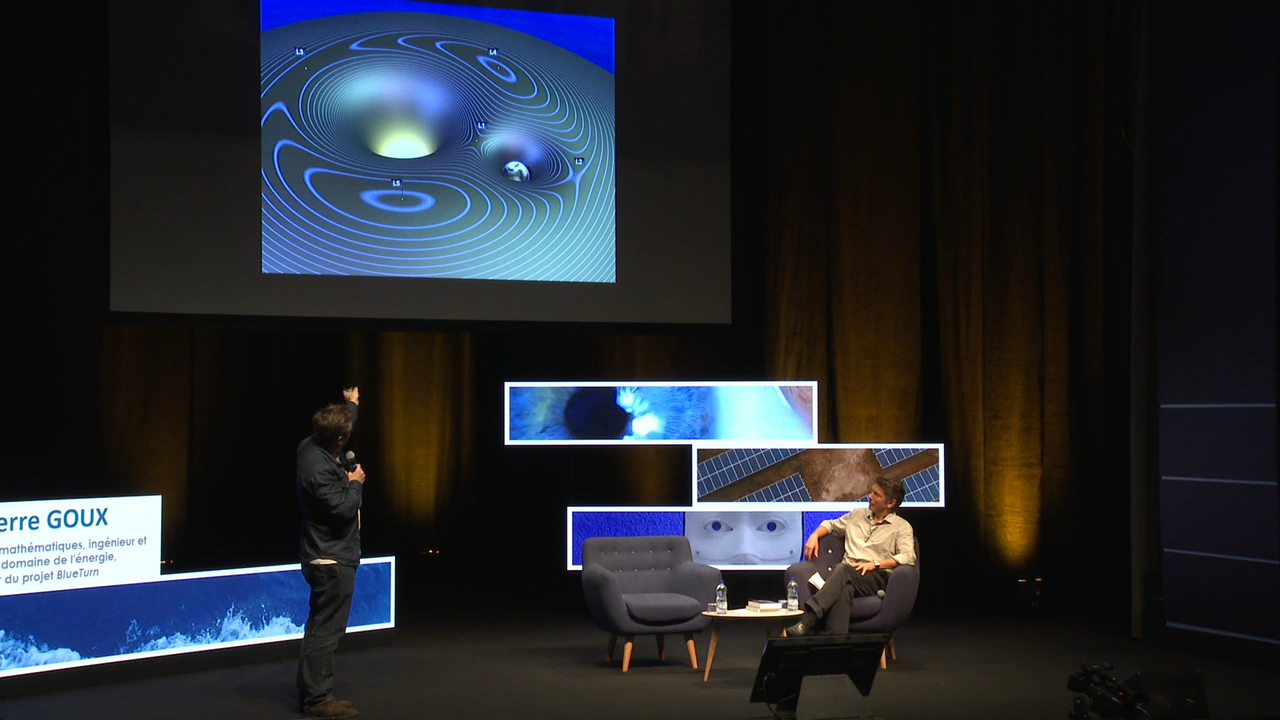 L3
L4
L1
L2
L5
erre GOUX
mathématiques, ingénieur et
domaine de l'énergie,
du projet BlueTurn